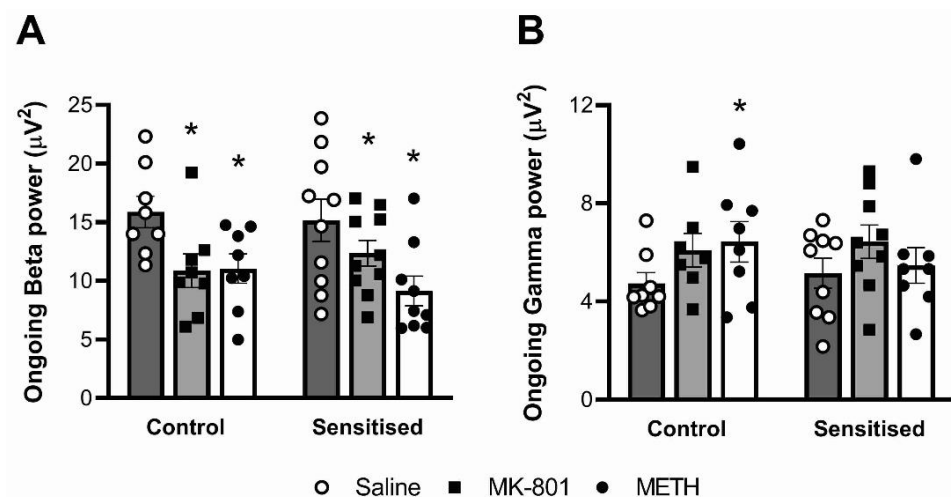 A
B
Ongoing Beta power (μV²)
25
20
15
10
5
0
*
*
*
*
Control
Sensitised
Ongoing Gamma power (μV²)
12
8
4
0
*
Control
Sensitised
Saline MK-801 METH